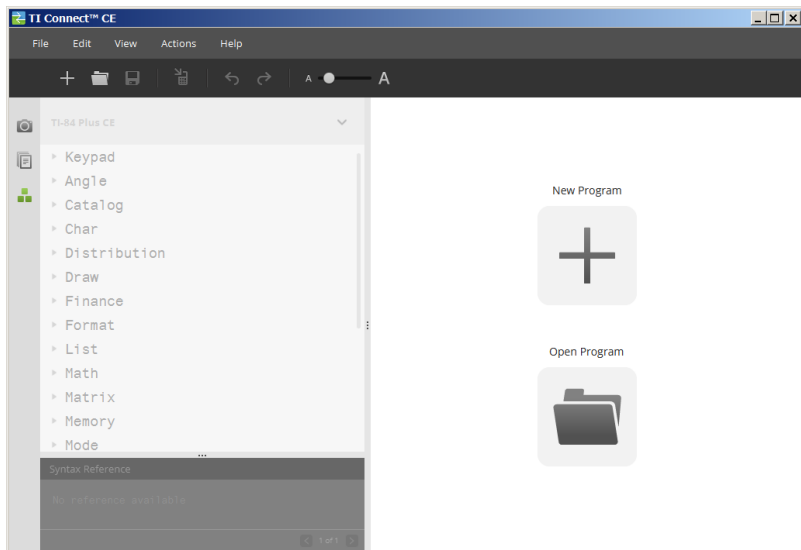 TI Connect™ CE
File Edit View Actions Help
A A
TI-84 Plus CE
Keypad
Angle
Catalog
Char
Distribution
Draw
Finance
Format
List
Math
Matrix
Memory
Mode
Syntax Reference
No reference available
< 1 of 1 >
New Program
Open Program